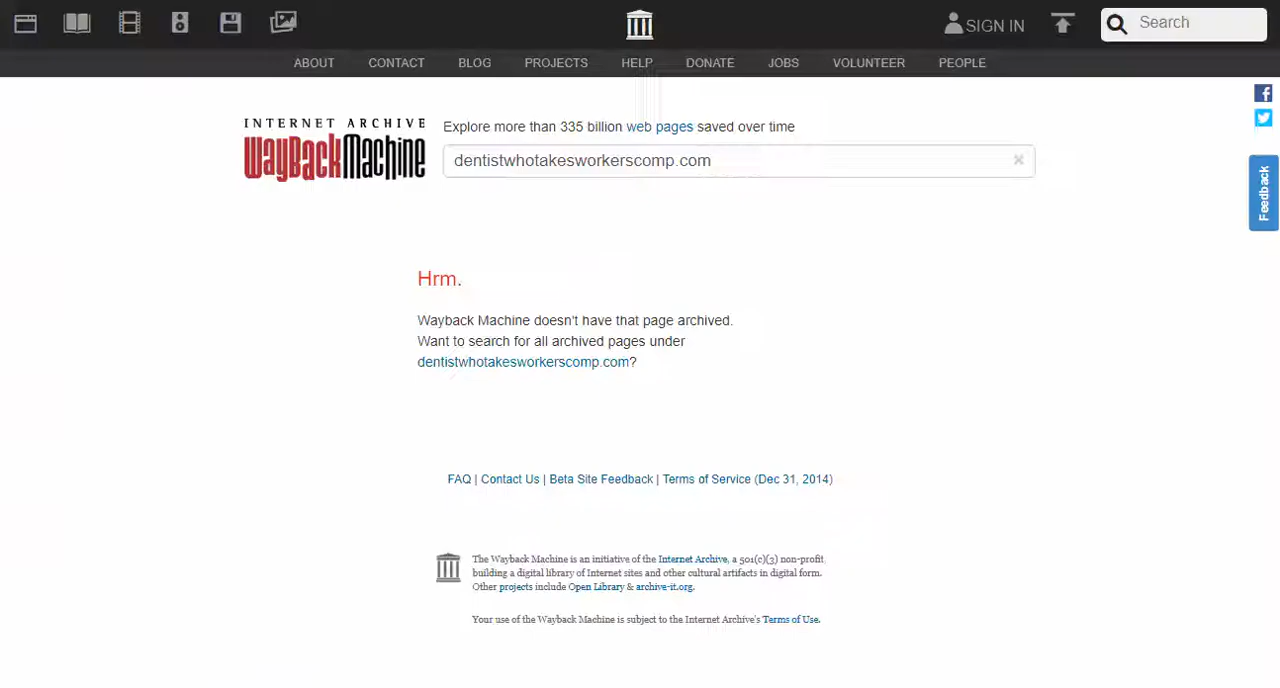 SIGN IN
Search
ABOUT CONTACT BLOG PROJECTS HELP DONATE JOBS VOLUNTEER PEOPLE
INTERNET ARCHIVE
WayBackMachine
Explore more than 335 billion web pages saved over time
dentistwhotakesworkerscomp.com
Feedback
Hrm.
Wayback Machine doesn't have that page archived.
Want to search for all archived pages under
dentistwhotakesworkerscomp.com?
FAQ | Contact Us | Beta Site Feedback | Terms of Service (Dec 31, 2014)
The Wayback Machine is an initiative of the Internet Archive, a 501(c)(3) non-profit,
building a digital library of Internet sites and other cultural artifacts in digital form.
Other projects include Open Library & archive-it.org.
Your use of the Wayback Machine is subject to the Internet Archive's Terms of Use.